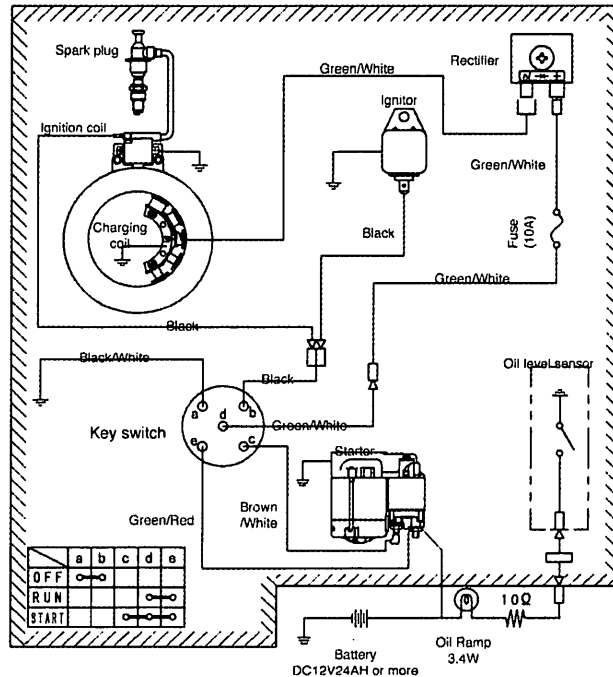 Spark plug
Green/White
Rectifier
Ignitor
Ignition coil
Green/White
Charging
coil
Black
Fuse
(10A)
Green/White
Black
Black/White
Oil level sensor
Black
a
b
d
Green/White
Key switch
e
c
Starter
Brown
/White
Green/Red
a b c d e
OFF
RUN
START
10Ω
Battery
DC12V24AH or more
Oil Ramp
3.4W